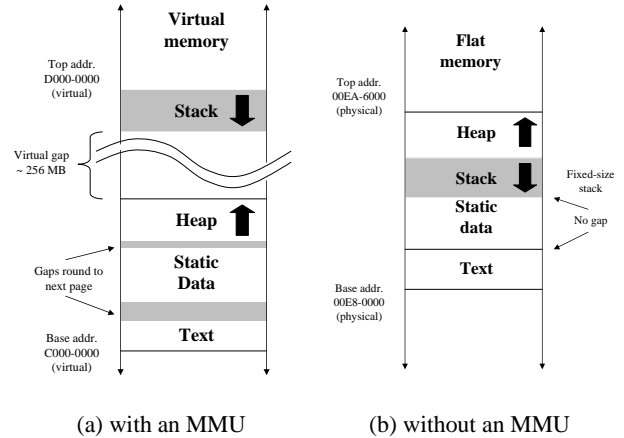 Virtual
memory
Top addr.
D000-0000
(virtual)
Stack
Virtual gap
~ 256 MB
Heap
Gaps round to
next page
Static
Data
Text
Base addr.
C000-0000
(virtual)
(a) with an MMU
Flat
memory
Top addr.
00EA-6000
(physical)
Heap
Stack
Fixed-size
stack
Static
data
No gap
Text
Base addr.
00E8-0000
(physical)
(b) without an MMU